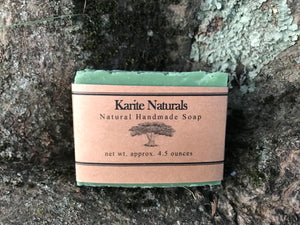 Karite Naturals
Natural Handmade Soap
net wt. approx. 4.5 ounces